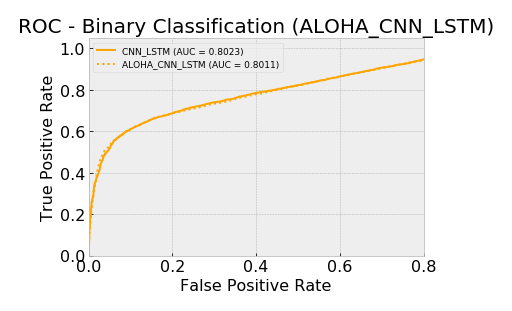 ROC - Binary Classification (ALOHA_CNN_LSTM)
1.0
CNN_LSTM (AUC = 0.8023)
ALOHA_CNN_LSTM (AUC = 0.8011)
0.8
0.6
0.4
0.2
0.0
True Positive Rate
0.0 0.2 0.4 0.6 0.8
False Positive Rate